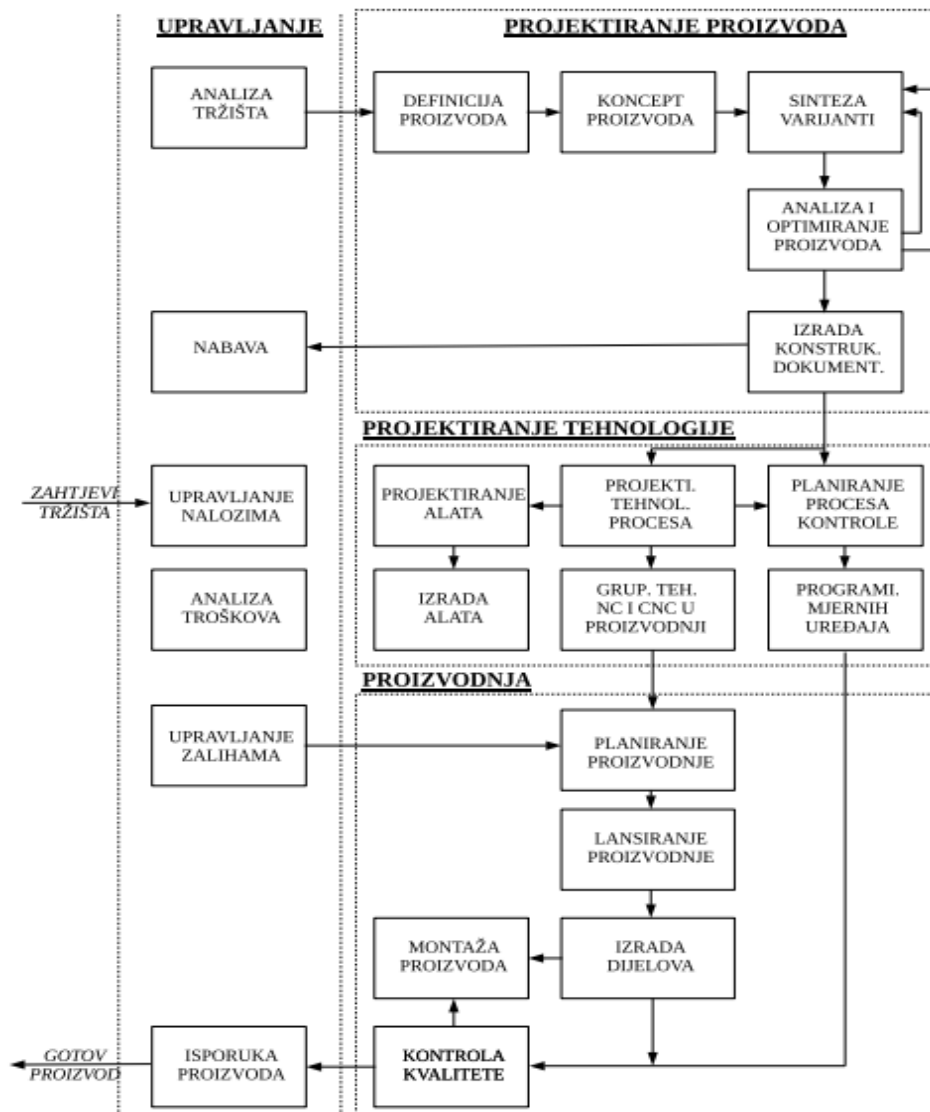 UPRAVLJANJE
PROJEKTIRANJE PROIZVODA
ANALIZA
TRŽIŠTA
DEFINICIJA
PROIZVODA
KONCEPT
PROIZVODA
SINTEZA
VARIJANTI
ANALIZA I
OPTIMIRANJE
PROIZVODA
NABAVA
IZRADA
KONSTRUK.
DOKUMENT.
PROJEKTIRANJE TEHNOLOGIJE
ZAHTJEVI
TRŽIŠTA
UPRAVLJANJE
NALOZIMA
PROJEKTIRANJE
ALATA
PROJEKTI.
TEHNOL.
PROCESA
PLANIRANJE
PROCESA
KONTROLE
ANALIZA
TROŠKOVA
IZRADA
ALATA
GRUP. TEH.
NC I CNC U
PROIZVODNJI
PROGRAMI.
MJERNIH
UREĐAJA
PROIZVODNJA
UPRAVLJANJE
ZALIHAMA
PLANIRANJE
PROIZVODNJE
LANSIRANJE
PROIZVODNJE
MONTAŽA
PROIZVODA
IZRADA
DIJELOVA
GOTOV
PROIZVOD
ISPORUKA
PROIZVODA
KONTROLA
KVALITETE